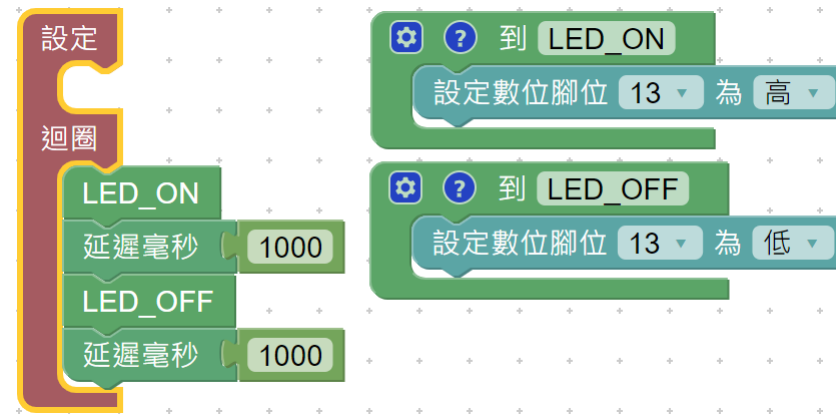 設定
迴圈
LED_ON
延遲毫秒 1000
LED_OFF
延遲毫秒 1000
? 到 LED_ON
設定數位腳位 13 為 高
? 到 LED_OFF
設定數位腳位 13 為 低